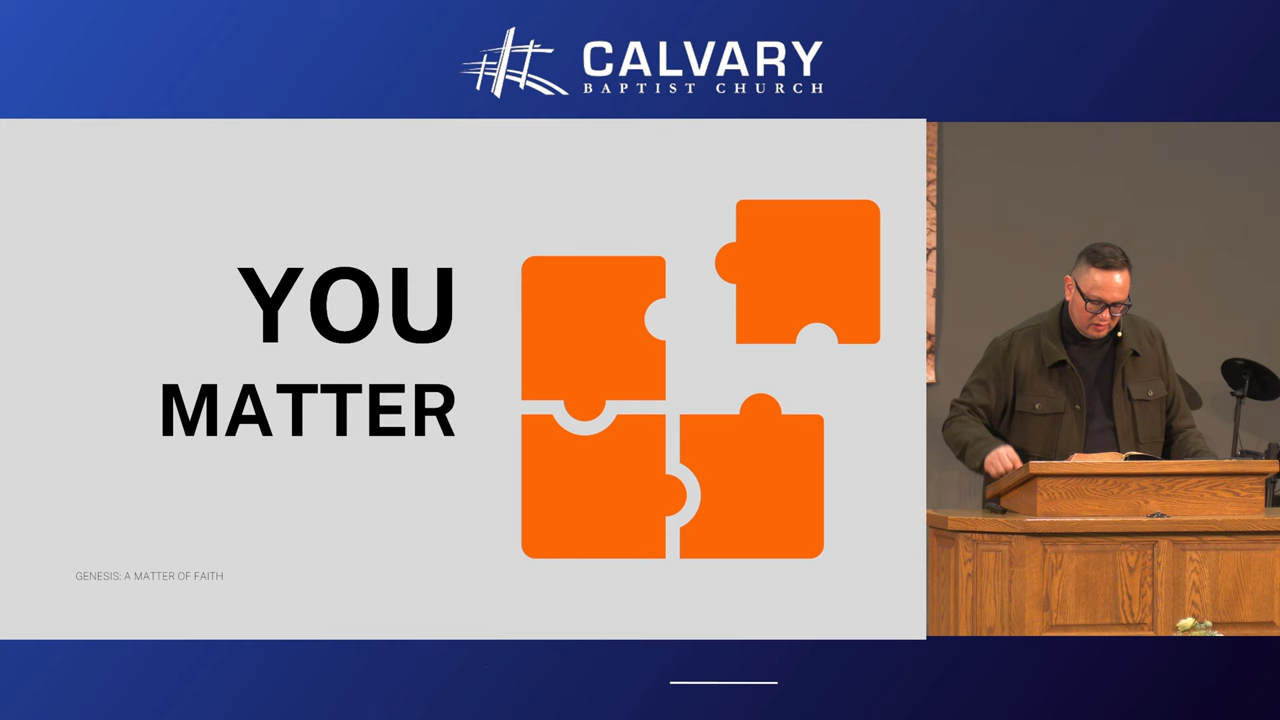 CALVARY
BAPTIST CHURCH
YOU
MATTER
GENESIS: A MATTER OF FAITH